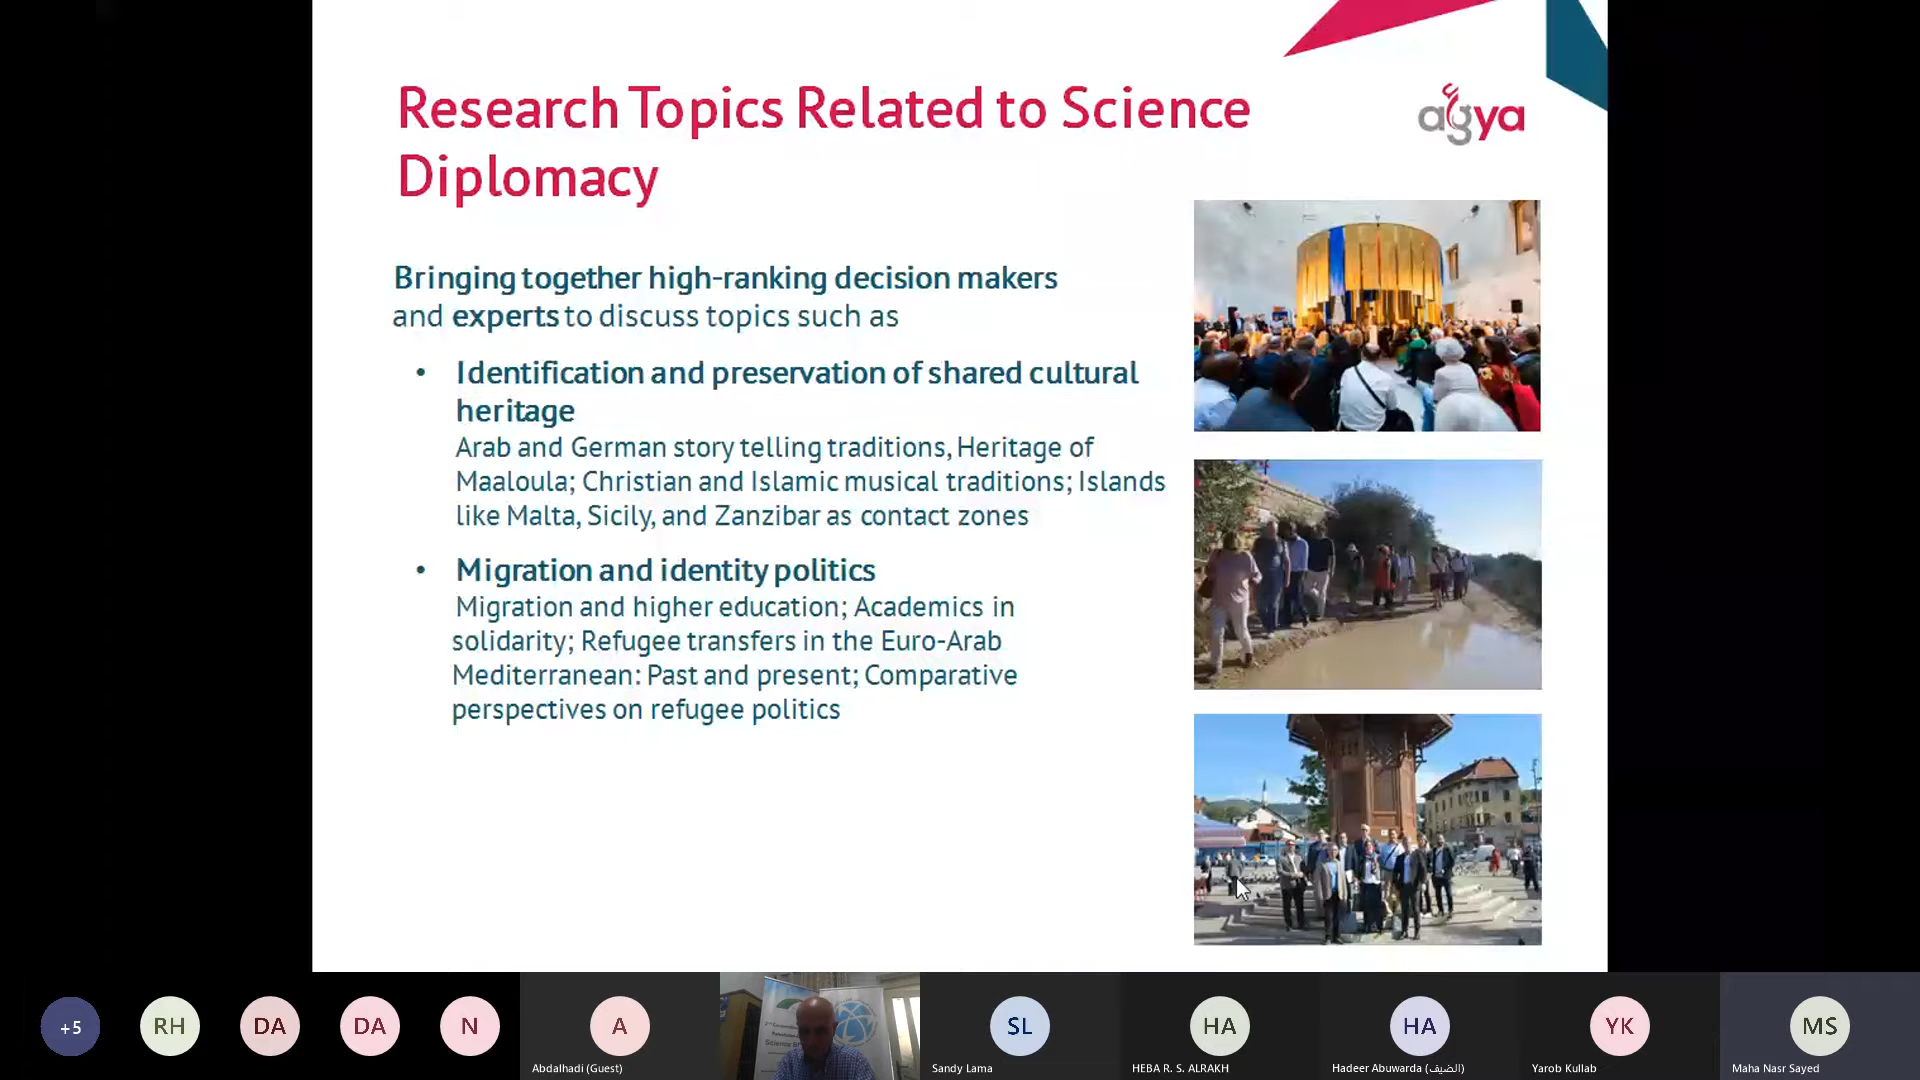 Research Topics Related to Science
Diplomacy
agya
Bringing together high-ranking decision makers
and experts to discuss topics such as
• Identification and preservation of shared cultural
heritage
Arab and German story telling traditions, Heritage of
Maaloula; Christian and Islamic musical traditions; Islands
like Malta, Sicily, and Zanzibar as contact zones
• Migration and identity politics
Migration and higher education; Academics in
solidarity; Refugee transfers in the Euro-Arab
Mediterranean: Past and present; Comparative
perspectives on refugee politics
+5
RH
DA
DA
N
A
Abdalhadi (Guest)
SL
Sandy Lama
HA
HEBA R. S. ALRAKH
HA
Hadeer Abuwarda (الضيف)
YK
Yarob Kullab
MS
Maha Nasr Sayed